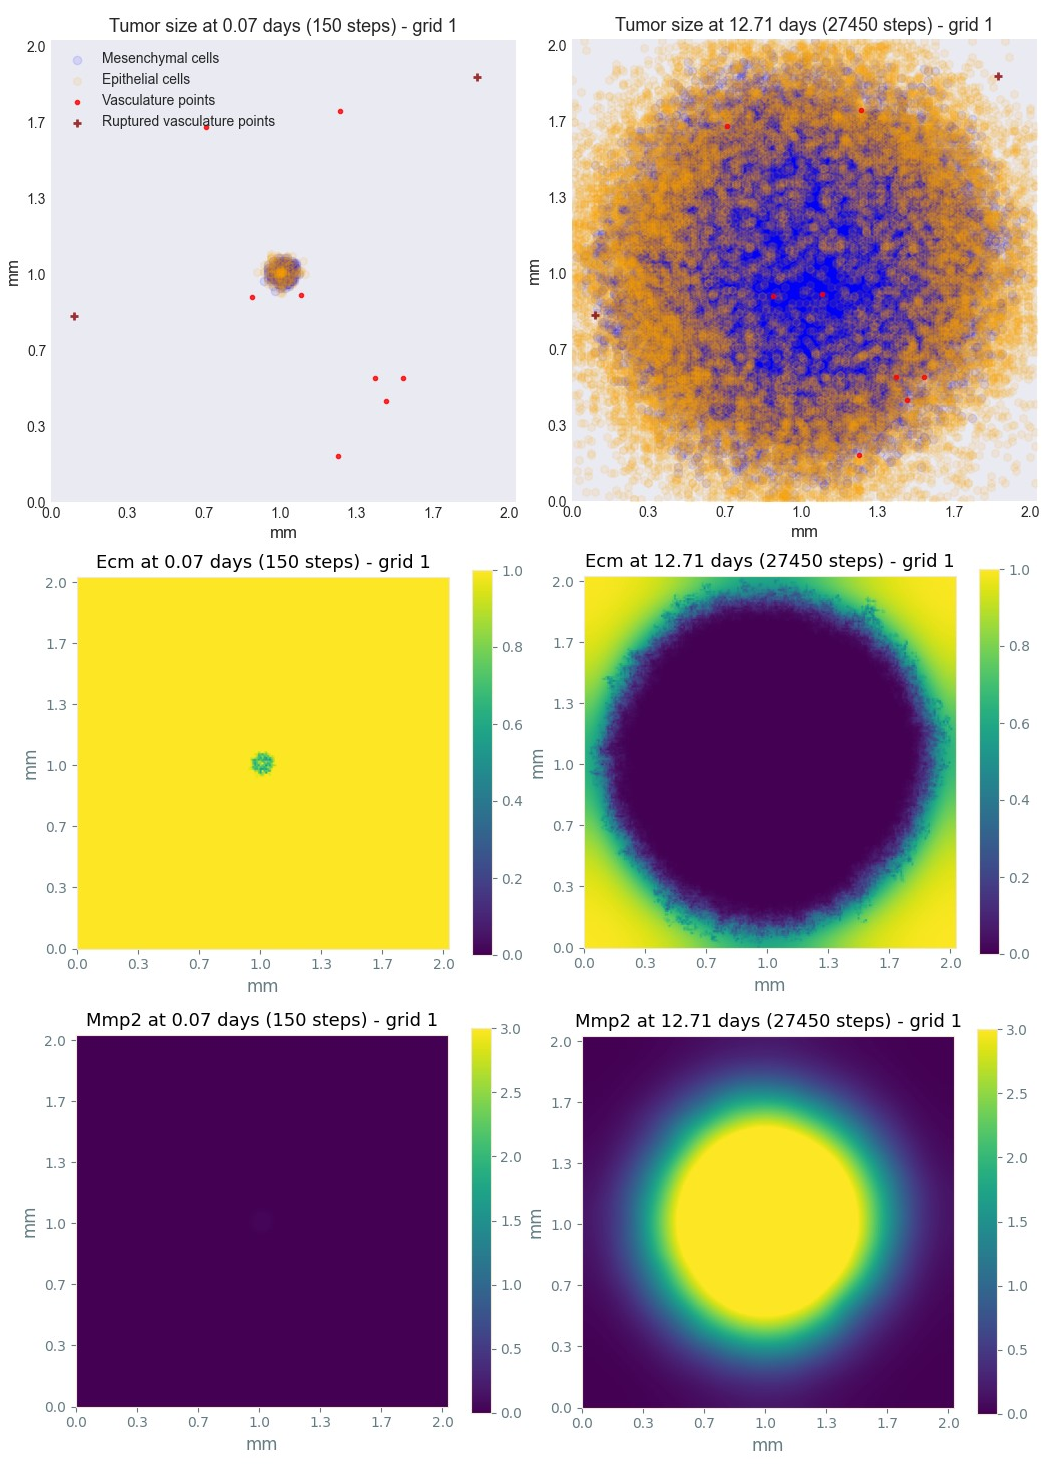 Tumor size at 0.07 days (150 steps) - grid 1
Mesenchymal cells
Epithelial cells
Vasculature points
Ruptured vasculature points
2.0
1.7
1.3
1.0
0.7
0.3
0.0
mm
0.0 0.3 0.7 1.0 1.3 1.7 2.0
mm
Tumor size at 12.71 days (27450 steps) - grid 1
2.0
1.7
1.3
1.0
0.7
0.3
0.0
mm
0.0 0.3 0.7 1.0 1.3 1.7 2.0
mm
Ecm at 0.07 days (150 steps) - grid 1
2.0
1.7
1.3
1.0
0.7
0.3
0.0
mm
0.0 0.3 0.7 1.0 1.3 1.7 2.0
mm
1.0
0.8
0.6
0.4
0.2
0.0
Ecm at 12.71 days (27450 steps) - grid 1
2.0
1.7
1.3
1.0
0.7
0.3
0.0
mm
0.0 0.3 0.7 1.0 1.3 1.7 2.0
mm
1.0
0.8
0.6
0.4
0.2
0.0
Mmp2 at 0.07 days (150 steps) - grid 1
2.0
1.7
1.3
1.0
0.7
0.3
0.0
mm
0.0 0.3 0.7 1.0 1.3 1.7 2.0
mm
3.0
2.5
2.0
1.5
1.0
0.5
0.0
Mmp2 at 12.71 days (27450 steps) - grid 1
2.0
1.7
1.3
1.0
0.7
0.3
0.0
mm
0.0 0.3 0.7 1.0 1.3 1.7 2.0
mm
3.0
2.5
2.0
1.5
1.0
0.5
0.0